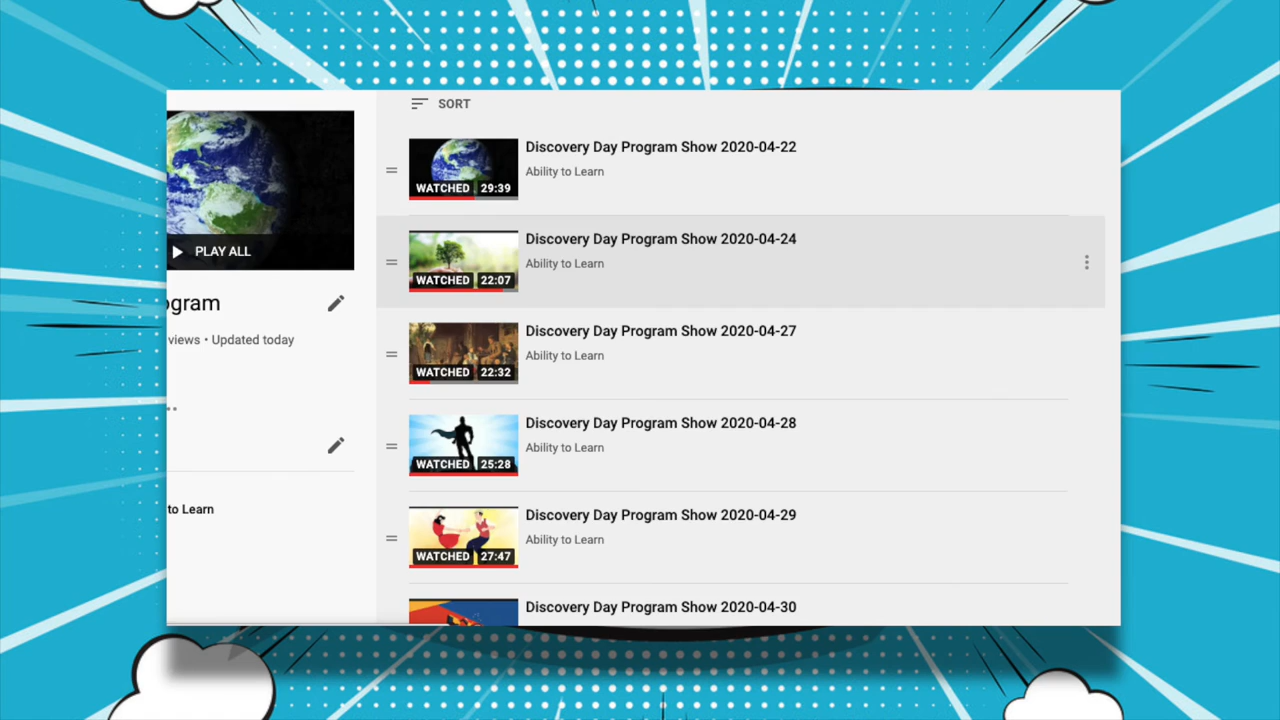 PLAY ALL
ogram
views • Updated today
to Learn
SORT
Discovery Day Program Show 2020-04-22
Ability to Learn
WATCHED 29:39
Discovery Day Program Show 2020-04-24
Ability to Learn
WATCHED 22:07
Discovery Day Program Show 2020-04-27
Ability to Learn
WATCHED 22:32
Discovery Day Program Show 2020-04-28
Ability to Learn
WATCHED 25:28
Discovery Day Program Show 2020-04-29
Ability to Learn
WATCHED 27:47
Discovery Day Program Show 2020-04-30